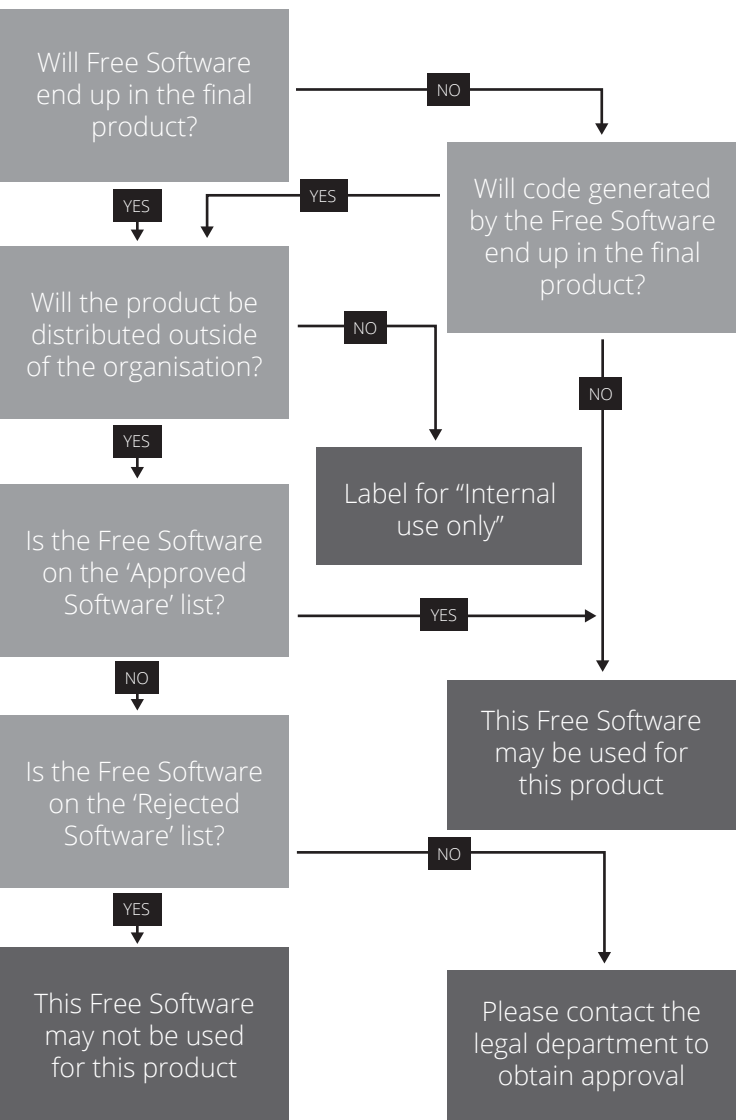 Will Free Software
end up in the final
product?
NO
YES
YES
Will code generated
by the Free Software
end up in the final
product?
Will the product be
distributed outside
of the organisation?
NO
NO
YES
Label for “Internal
use only”
Is the Free Software
on the ‘Approved
Software’ list?
YES
NO
This Free Software
may be used for
this product
Is the Free Software
on the ‘Rejected
Software’ list?
NO
YES
This Free Software
may not be used
for this product
Please contact the
legal department to
obtain approval